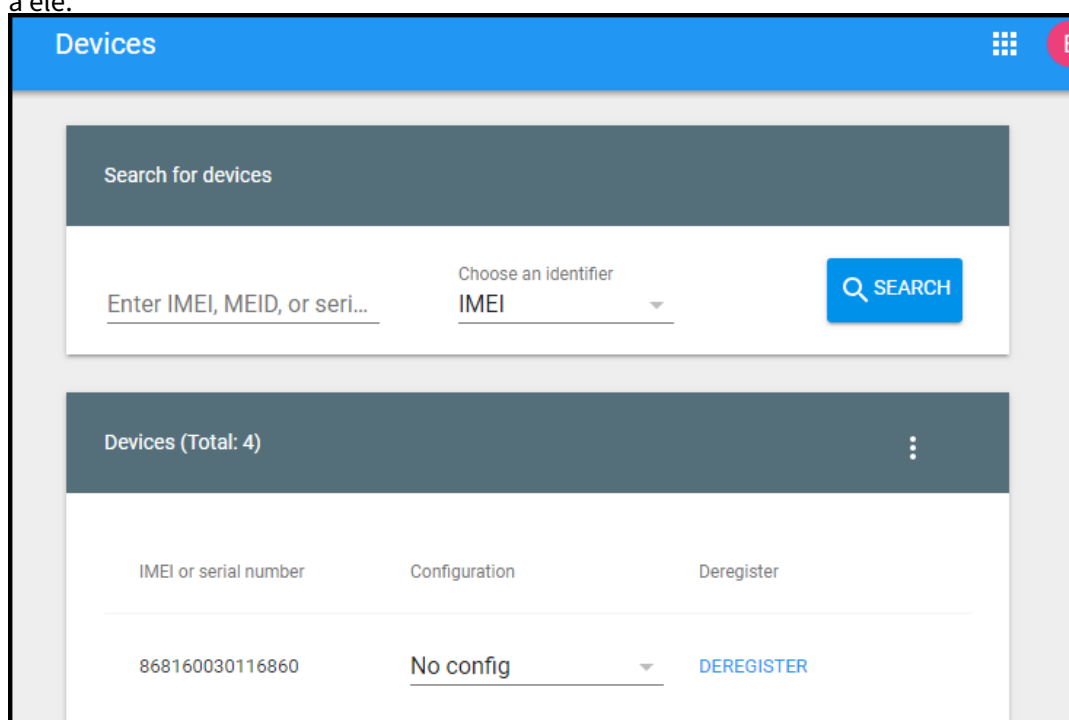 a ele.
Devices
Search for devices
Choose an identifier
Enter IMEI, MEID, or seri...
IMEI
SEARCH
Devices (Total: 4)
IMEI or serial number Configuration Deregister
868160030116860 No config DEREGISTER